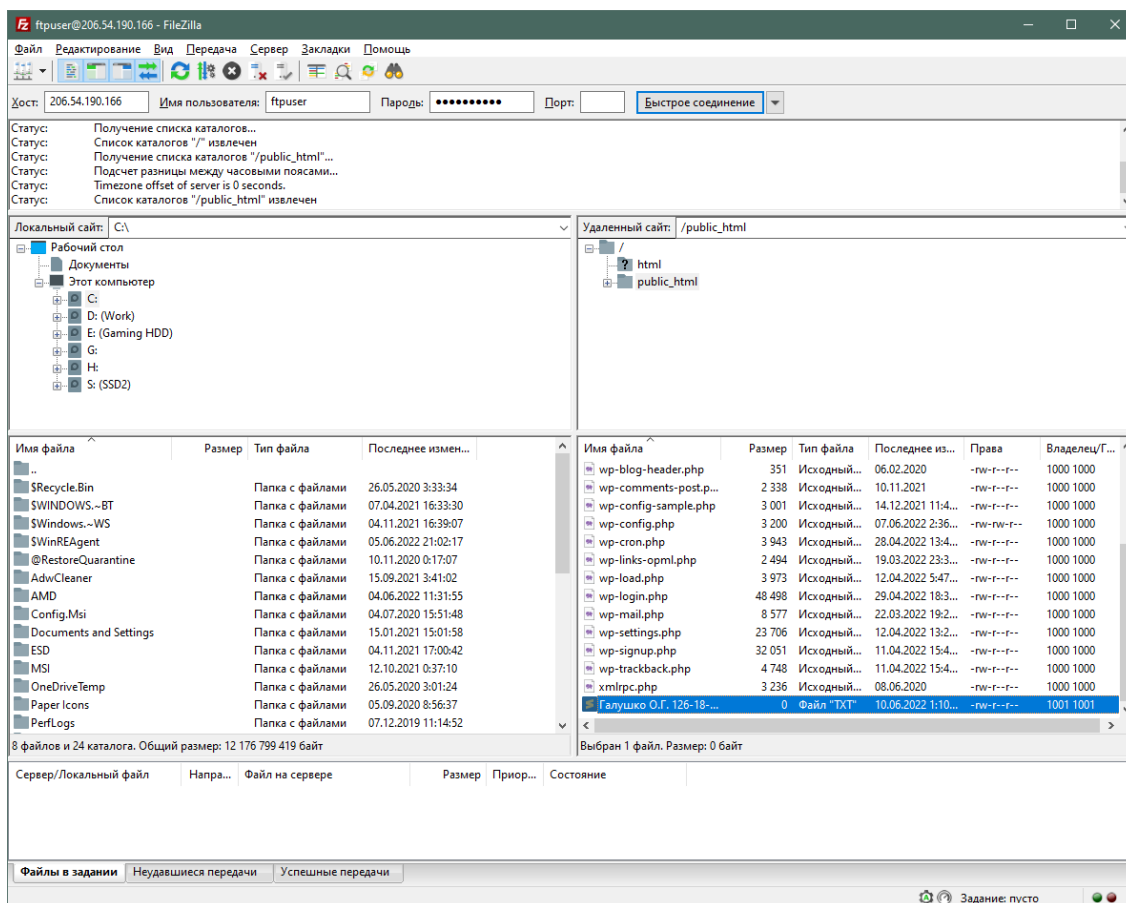 ftpuser@206.54.190.166 - FileZilla
Файл Редактирование Вид Передача Сервер Закладки Помощь
Хост: 206.54.190.166 Имя пользователя: ftpuser Пароль: ●●●●●●●●●● Порт: Быстрое соединение
Статус: Получение списка каталогов...
Статус: Список каталогов "/" извлечен
Статус: Получение списка каталогов "/public_html"...
Статус: Подсчет разницы между часовыми поясами...
Статус: Timezone offset of server is 0 seconds.
Статус: Список каталогов "/public_html" извлечен
Локальный сайт: C:\
Рабочий стол
Документы
Этот компьютер
C:
D: (Work)
E: (Gaming HDD)
G:
H:
S: (SSD2)
Удаленный сайт: /public_html
/
html
public_html
Имя файла Размер Тип файла Последнее измен...
..
$Recycle.Bin Папка с файлами 26.05.2020 3:33:34
$WINDOWS.~BT Папка с файлами 07.04.2021 16:33:30
$Windows.~WS Папка с файлами 04.11.2021 16:39:07
$WinREAgent Папка с файлами 05.06.2022 21:02:17
@RestoreQuarantine Папка с файлами 10.11.2020 0:17:07
AdwCleaner Папка с файлами 15.09.2021 3:41:02
AMD Папка с файлами 04.06.2022 11:31:55
Config.Msi Папка с файлами 04.07.2020 15:51:48
Documents and Settings Папка с файлами 15.01.2021 15:01:58
ESD Папка с файлами 04.11.2021 17:00:42
MSI Папка с файлами 12.10.2021 0:37:10
OneDriveTemp Папка с файлами 26.05.2020 3:01:24
Paper Icons Папка с файлами 05.09.2020 8:56:37
PerfLogs Папка с файлами 07.12.2019 11:14:52
8 файлов и 24 каталога. Общий размер: 12 176 799 419 байт
Имя файла Размер Тип файла Последнее из... Права Владелец/Г...
wp-blog-header.php 351 Исходный... 06.02.2020 -rw-r--r-- 1000 1000
wp-comments-post.p... 2 338 Исходный... 10.11.2021 -rw-r--r-- 1000 1000
wp-config-sample.php 3 001 Исходный... 14.12.2021 11:4... -rw-r--r-- 1000 1000
wp-config.php 3 200 Исходный... 07.06.2022 2:36... -rw-rw-r-- 1000 1000
wp-cron.php 3 943 Исходный... 28.04.2022 13:4... -rw-r--r-- 1000 1000
wp-links-opml.php 2 494 Исходный... 19.03.2022 23:3... -rw-r--r-- 1000 1000
wp-load.php 3 973 Исходный... 12.04.2022 5:47... -rw-r--r-- 1000 1000
wp-login.php 48 498 Исходный... 29.04.2022 18:3... -rw-r--r-- 1000 1000
wp-mail.php 8 577 Исходный... 22.03.2022 19:2... -rw-r--r-- 1000 1000
wp-settings.php 23 706 Исходный... 12.04.2022 13:2... -rw-r--r-- 1000 1000
wp-signup.php 32 051 Исходный... 11.04.2022 15:4... -rw-r--r-- 1000 1000
wp-trackback.php 4 748 Исходный... 11.04.2022 15:4... -rw-r--r-- 1000 1000
xmlrpc.php 3 236 Исходный... 08.06.2020 -rw-r--r-- 1000 1000
Галушко О.Г. 126-18-... 0 Файл "TXT" 10.06.2022 1:10... -rw-r--r-- 1001 1001
Выбран 1 файл. Размер: 0 байт
Сервер/Локальный файл Напра... Файл на сервере Размер Приор... Состояние
Файлы в задании Неудавшиеся передачи Успешные передачи
Задание: пусто